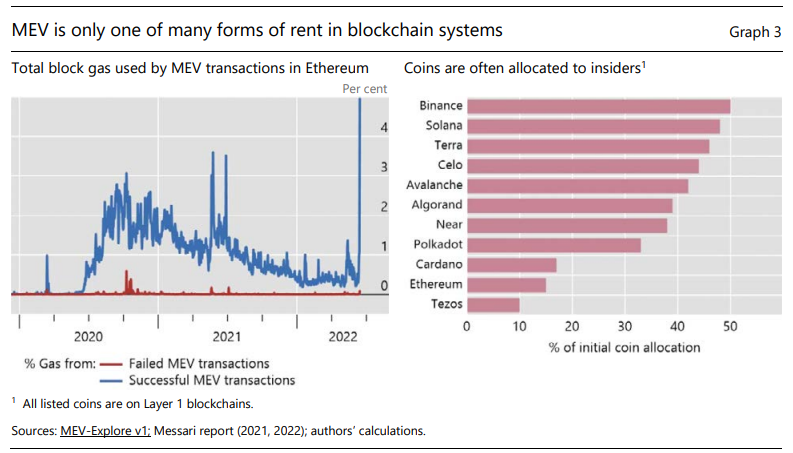 MEV is only one of many forms of rent in blockchain systems
Graph 3
Total block gas used by MEV transactions in Ethereum
Coins are often allocated to insiders1
Per cent
4
3
2
1
0
2020
2021
2022
% Gas from:
Failed MEV transactions
Successful MEV transactions
Binance
Solana
Terra
Celo
Avalanche
Algorand
Near
Polkadot
Cardano
Ethereum
Tezos
0 10 20 30 40 50
% of initial coin allocation
1 All listed coins are on Layer 1 blockchains.
Sources: MEV-Explore v1; Messari report (2021, 2022); authors’ calculations.